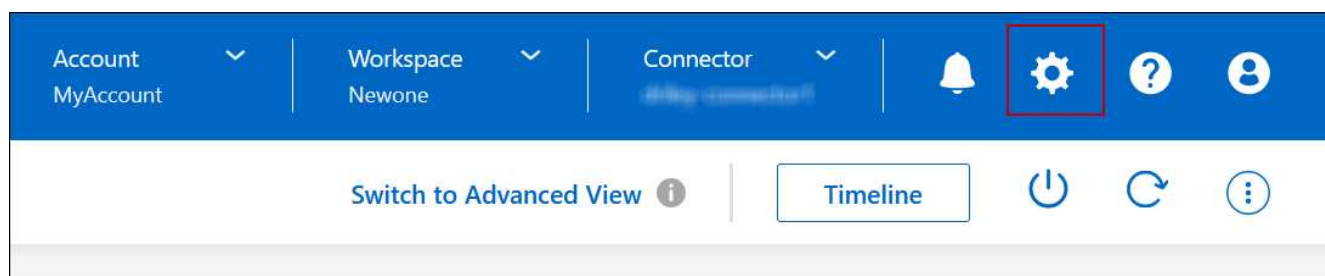 Account
MyAccount
Workspace
Newone
Connector
Switch to Advanced View
Timeline